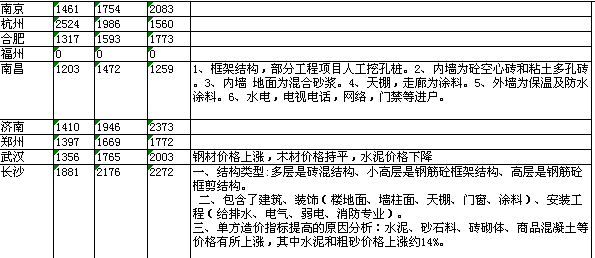 南京 1461 1754 2083
杭州 2524 1986 1560
合肥 1317 1593 1773
福州 0 0 0
南昌 1203 1472 1259 1、框架结构，部分工程项目人工挖孔桩。2、内墙为砼空心砖和粘土多孔砖
。3、内墙 地面为混合砂浆。4、天棚，走廊为涂料。5、外墙为保温及防水
涂料。6、水电，电视电话，网络，门禁等进户。
济南 1410 1946 2373
郑州 1397 1669 1772
武汉 1356 1765 2003 钢材价格上涨，木材价格持平，水泥价格下降
长沙 1881 2176 2272 一、结构类型:多层是砖混结构、小高层是钢筋砼框架结构、高层是钢筋砼
框剪结构。
二、包含了建筑、装饰（楼地面、墙柱面、天棚、门窗、涂料）、安装工
程（给排水、电气、弱电、消防专业）。
三、单方造价指标提高的原因分析：水泥、砂石料、砖砌体、商品混凝土等
价格有所上涨，其中水泥和粗砂价格上涨约14%。